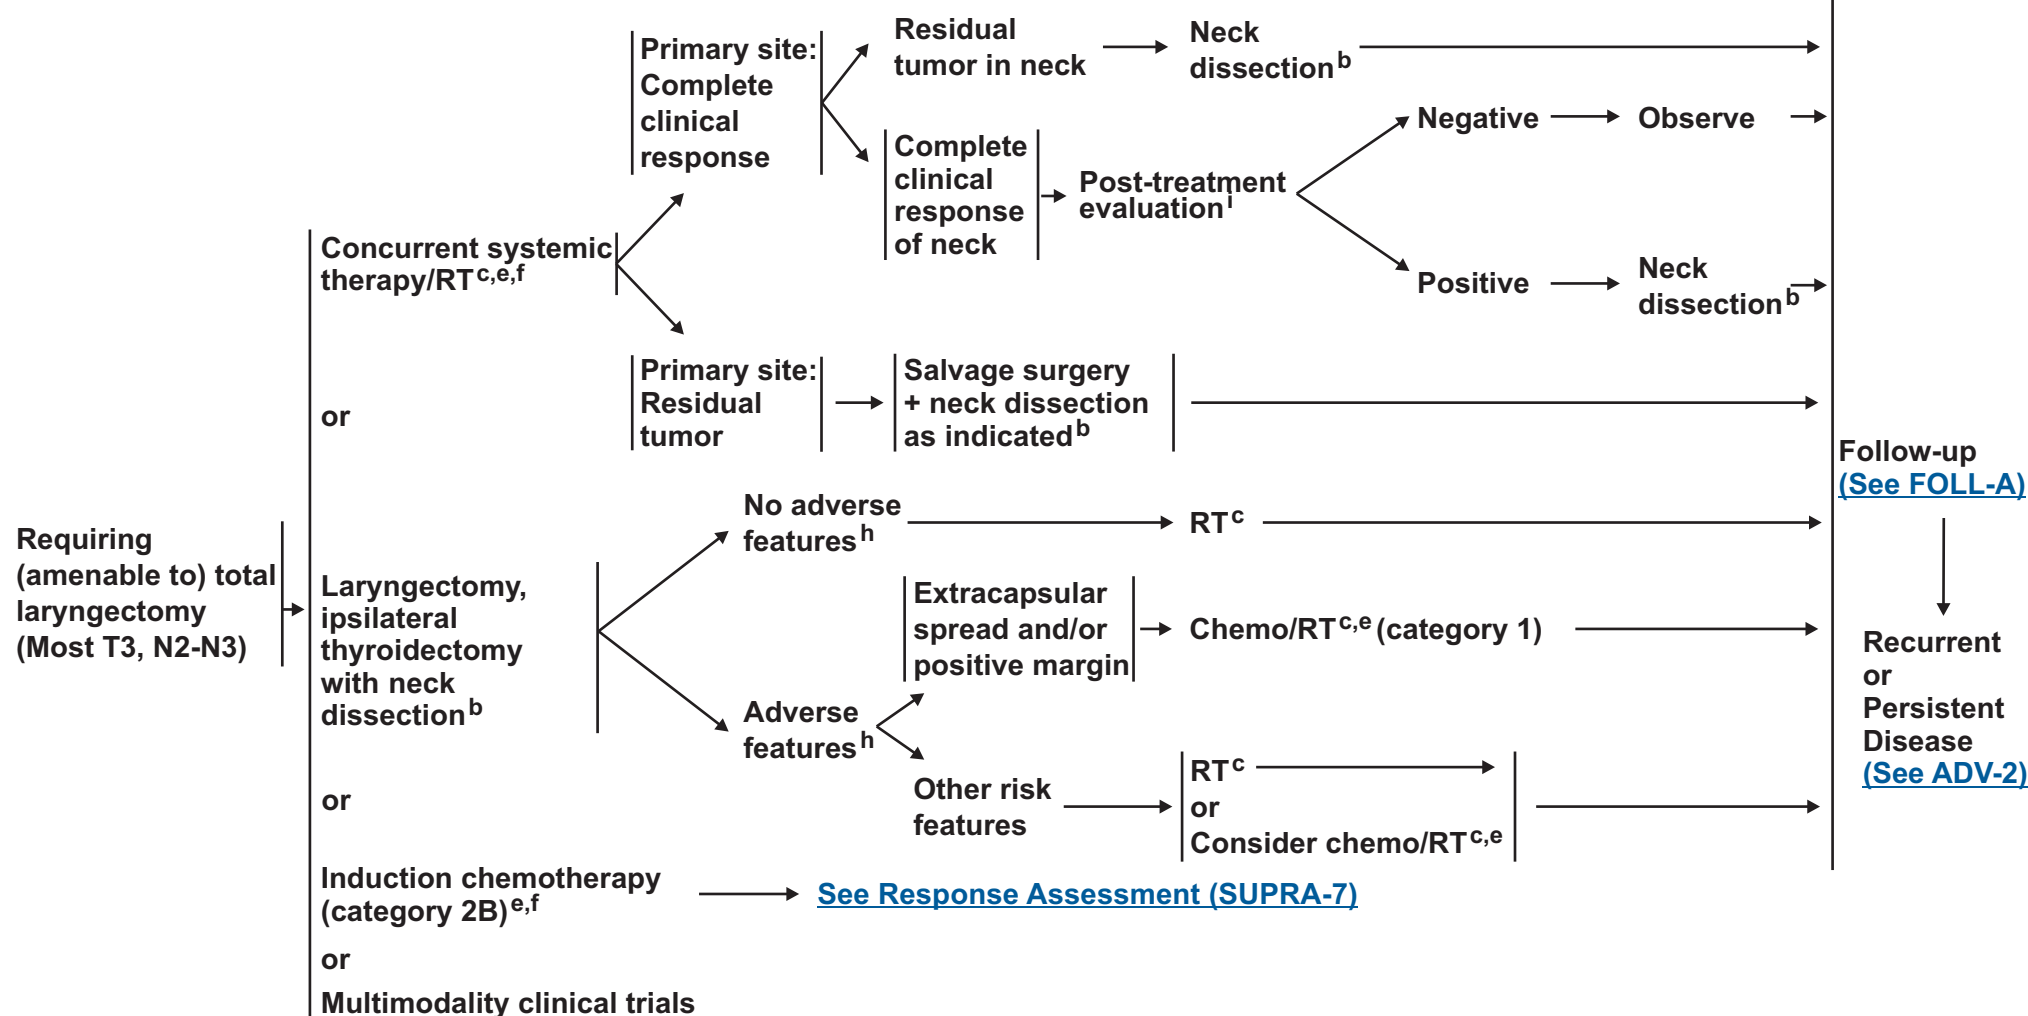 Requiring
(amenable to) total
laryngectomy
(Most T3, N2-N3)
Concurrent systemic
therapy/RT c,e,f
or
Laryngectomy,
ipsilateral
thyroidectomy
with neck
dissection b
or
Induction chemotherapy
(category 2B) e,f
or
Multimodality clinical trials
Primary site:
Complete
clinical
response
Residual
tumor in neck
Neck
dissection b
Complete
clinical
response
of neck
Post-treatment
evaluation i
Negative
Observe
Positive
Neck
dissection b
Primary site:
Residual
tumor
Salvage surgery
+ neck dissection
as indicated b
No adverse
features h
RT c
Adverse
features h
Extracapsular
spread and/or
positive margin
Chemo/RT c,e (category 1)
Other risk
features
RT c
or
Consider chemo/RT c,e
See Response Assessment (SUPRA-7)
Follow-up
(See FOLL-A)
Recurrent
or
Persistent
Disease
(See ADV-2)